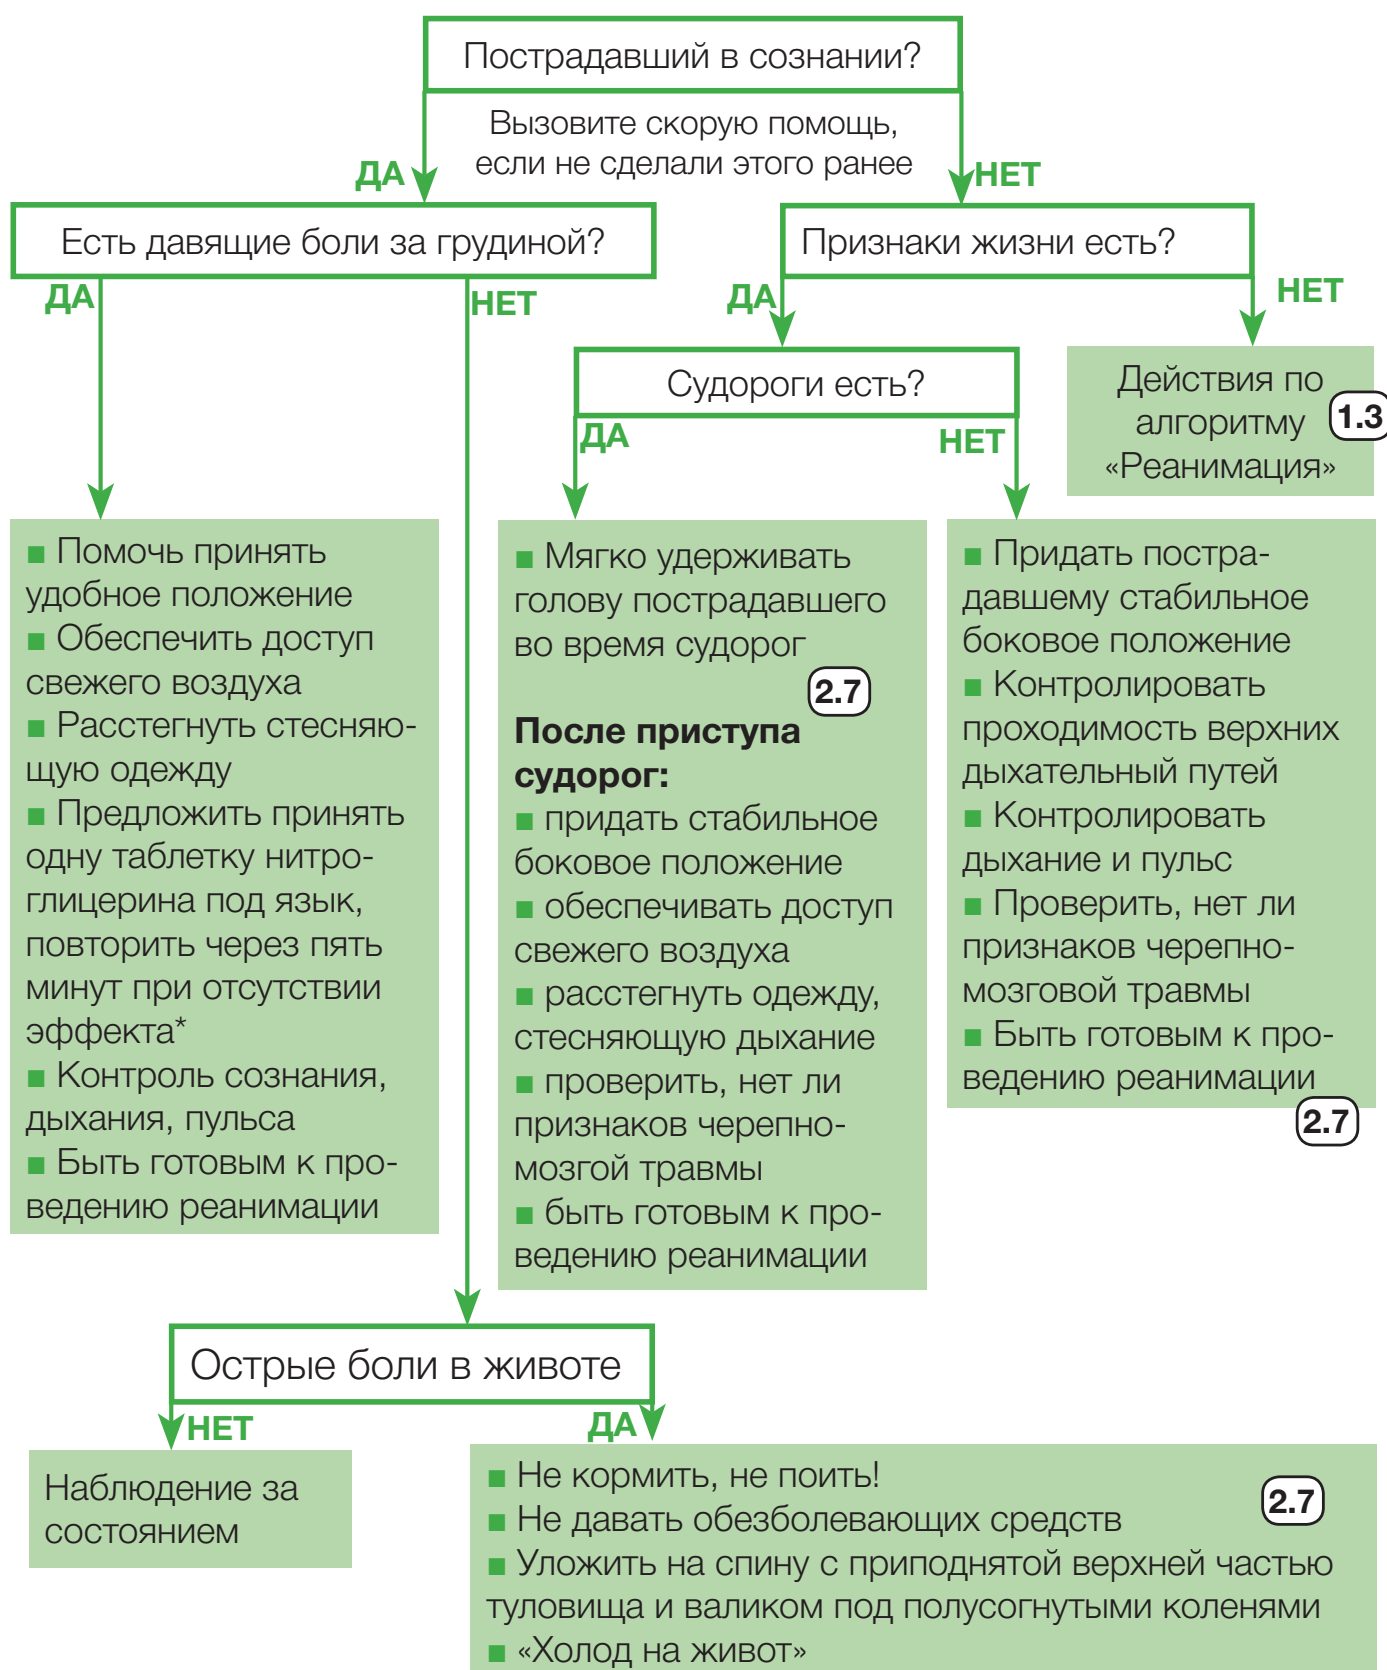 Пострадавший в сознании?
Вызовите скорую помощь,
если не сделали этого ранее
ДА
НЕТ
Есть давящие боли за грудиной?
Признаки жизни есть?
ДА
НЕТ
ДА
НЕТ
Судороги есть?
ДА
НЕТ
Действия по
алгоритму
«Реанимация»
1.3
■ Помочь принять
удобное положение
■ Обеспечить доступ
свежего воздуха
■ Расстегнуть стесняю-
щую одежду
■ Предложить принять
одну таблетку нитро-
глицерина под язык,
повторить через пять
минут при отсутствии
эффекта*
■ Контроль сознания,
дыхания, пульса
■ Быть готовым к про-
ведению реанимации
■ Мягко удерживать
голову пострадавшего
во время судорог
2.7
После приступа
судорог:
■ придать стабильное
боковое положение
■ обеспечивать доступ
свежего воздуха
■ расстегнуть одежду,
стесняющую дыхание
■ проверить, нет ли
признаков черепно-
мозгой травмы
■ быть готовым к про-
ведению реанимации
■ Придать постра-
давшему стабильное
боковое положение
■ Контролировать
проходимость верхних
дыхательный путей
■ Контролировать
дыхание и пульс
■ Проверить, нет ли
признаков черепно-
мозговой травмы
■ Быть готовым к про-
ведению реанимации
2.7
Острые боли в животе
НЕТ
ДА
Наблюдение за
состоянием
■ Не кормить, не поить!
■ Не давать обезболевающих средств
■ Уложить на спину с приподнятой верхней частью
туловища и валиком под полусогнутыми коленями
■ «Холод на живот»
2.7